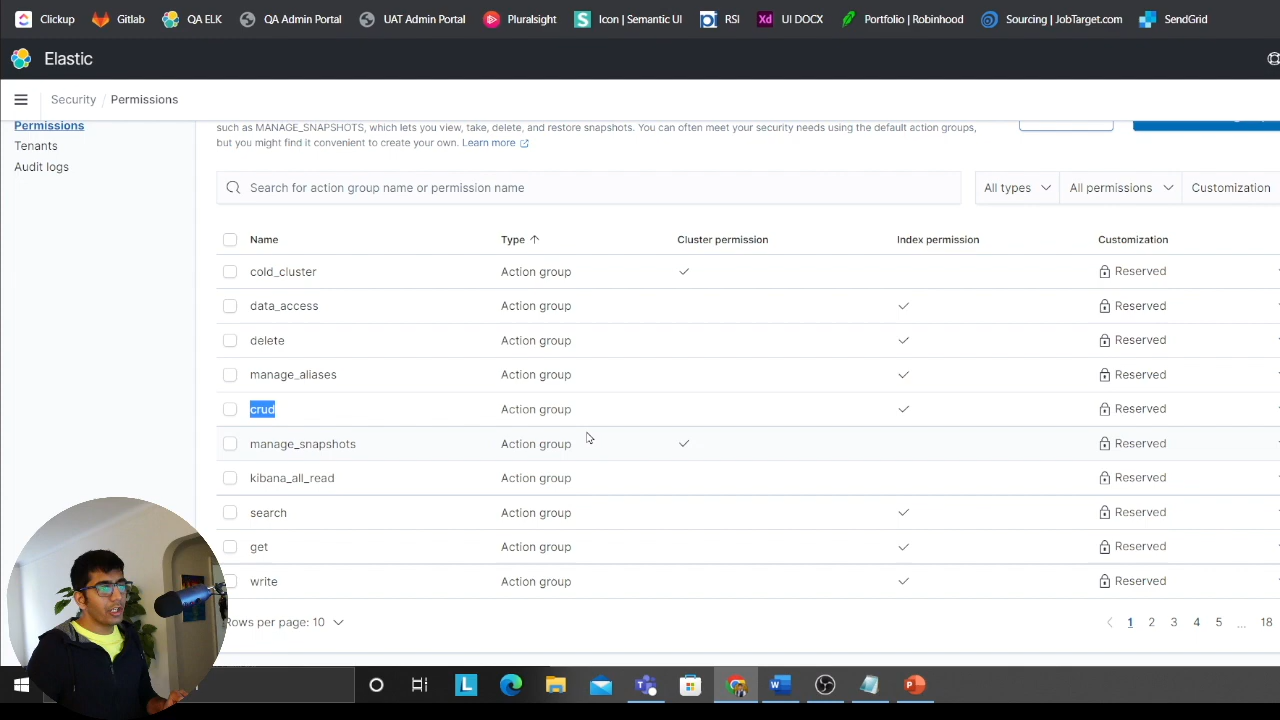 Clickup Gitlab QA ELK QA Admin Portal UAT Admin Portal Pluralsight Icon | Semantic UI RSI UI DOCX Portfolio | Robinhood Sourcing | JobTarget.com SendGrid
Elastic
Security / Permissions
Permissions
Tenants
Audit logs
such as MANAGE_SNAPSHOTS, which lets you view, take, delete, and restore snapshots. You can often meet your security needs using the default action groups,
but you might find it convenient to create your own. Learn more
Search for action group name or permission name All types All permissions Customization
Name Type Cluster permission Index permission Customization
cold_cluster Action group Reserved
data_access Action group Reserved
delete Action group Reserved
manage_aliases Action group Reserved
crud Action group Reserved
manage_snapshots Action group Reserved
kibana_all_read Action group Reserved
search Action group Reserved
get Action group Reserved
write Action group Reserved
Rows per page: 10 1 2 3 4 5 ... 18